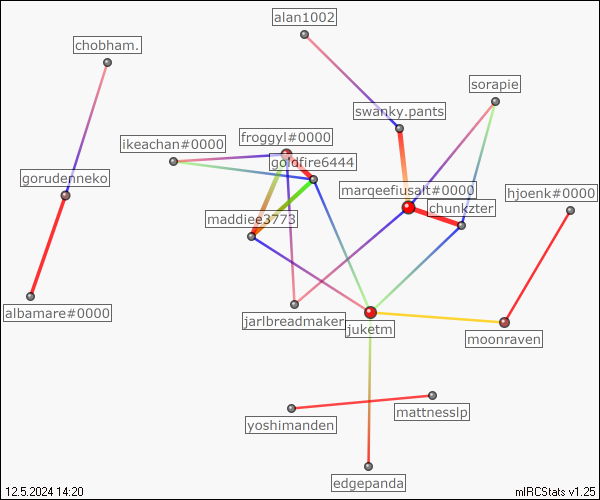 alan1002
chobham.
sorapie
swanky.pants
froggyl#0000
ikeachan#0000
goldfire6444
gorudenneko
marqeefiusalt#0000
hjoenk#0000
chunkzter
maddiee3773
albamare#0000
jarlbreadmaker
juketm
moonraven
mattnesslp
yoshimanden
edgepanda
12.5.2024 14:20
mIRCStats v1.25